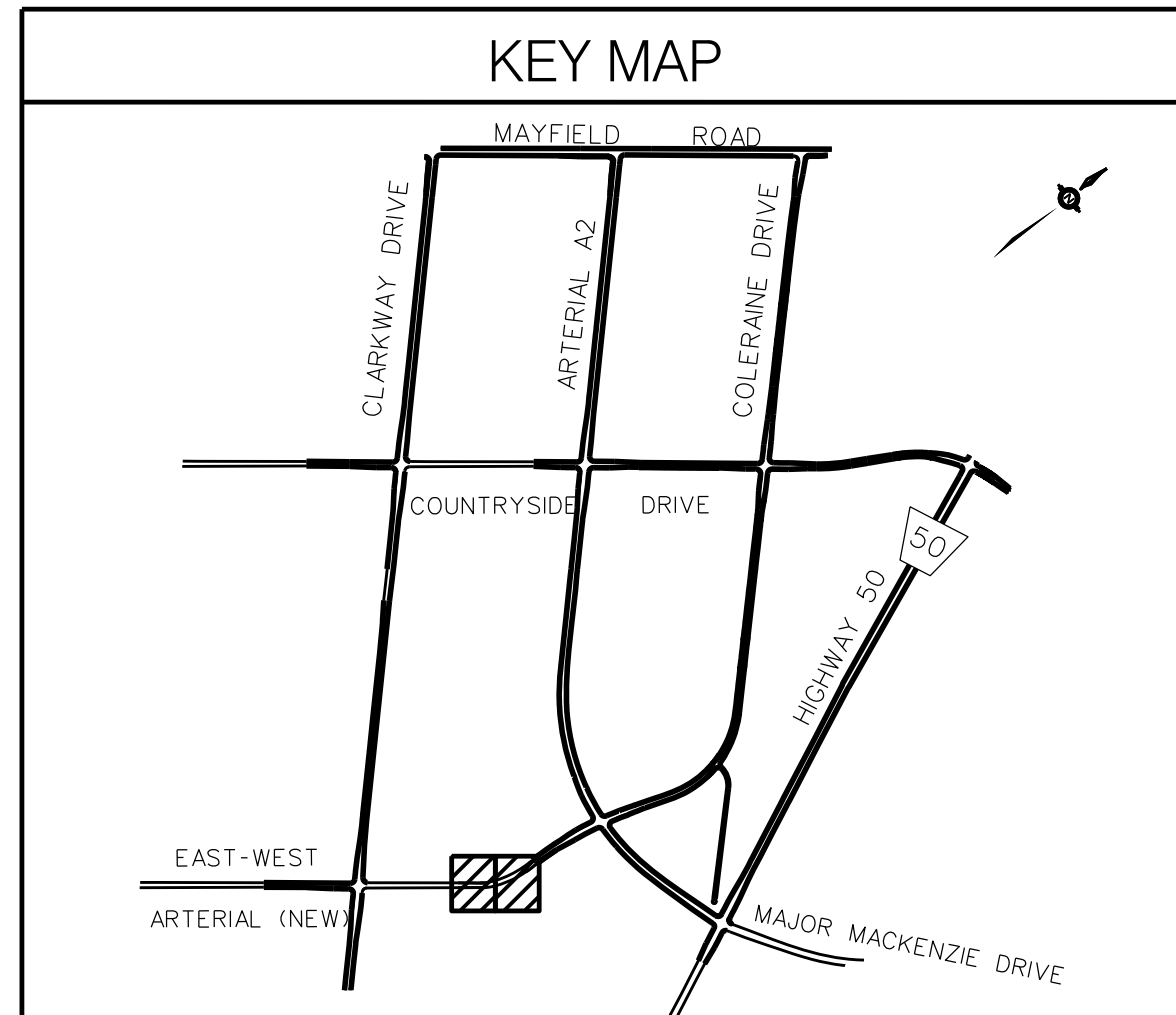 KEY MAP
MAYFIELD ROAD
CLARKWAY DRIVE
ARTERIAL A2
COLERAINE DRIVE
N
COUNTRYSIDE DRIVE
50
HIGHWAY 50
EAST-WEST
ARTERIAL (NEW)
MAJOR MACKENZIE DRIVE